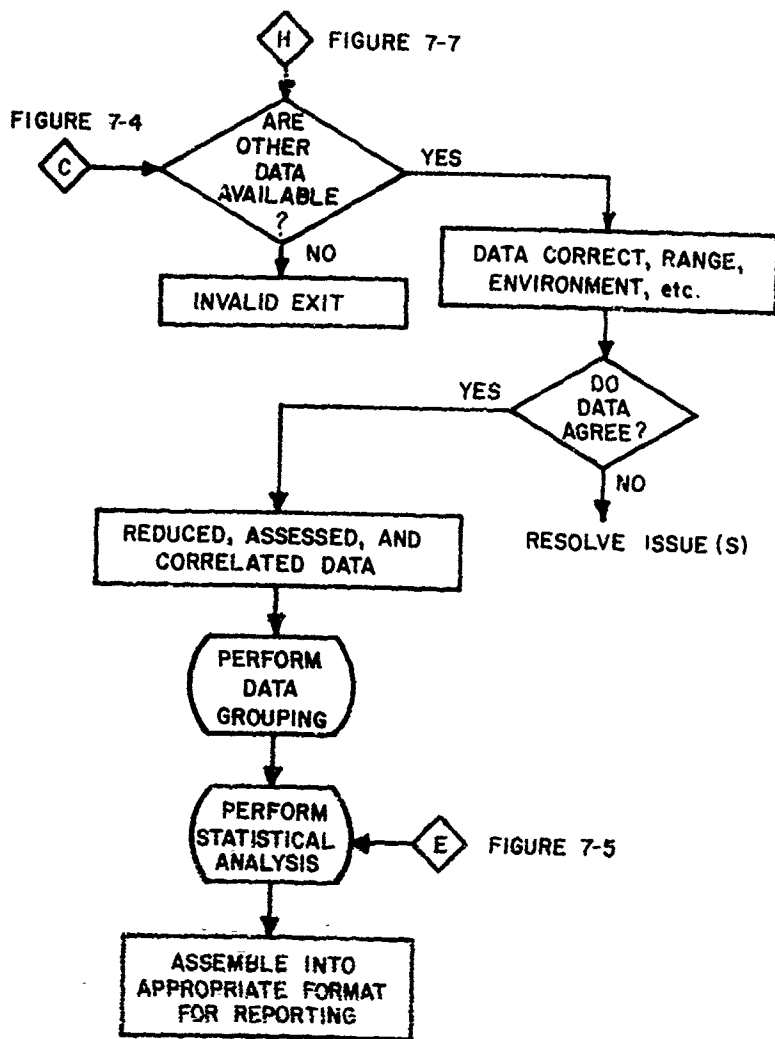 H FIGURE 7-7
FIGURE 7-4
C
ARE
OTHER
DATA
AVAILABLE
?
YES
NO
INVALID EXIT
DATA CORRECT, RANGE,
ENVIRONMENT, etc.
DO
DATA
AGREE?
YES
NO
RESOLVE ISSUE(S)
REDUCED, ASSESSED, AND
CORRELATED DATA
PERFORM
DATA
GROUPING
PERFORM
STATISTICAL
ANALYSIS
E FIGURE 7-5
ASSEMBLE INTO
APPROPRIATE FORMAT
FOR REPORTING